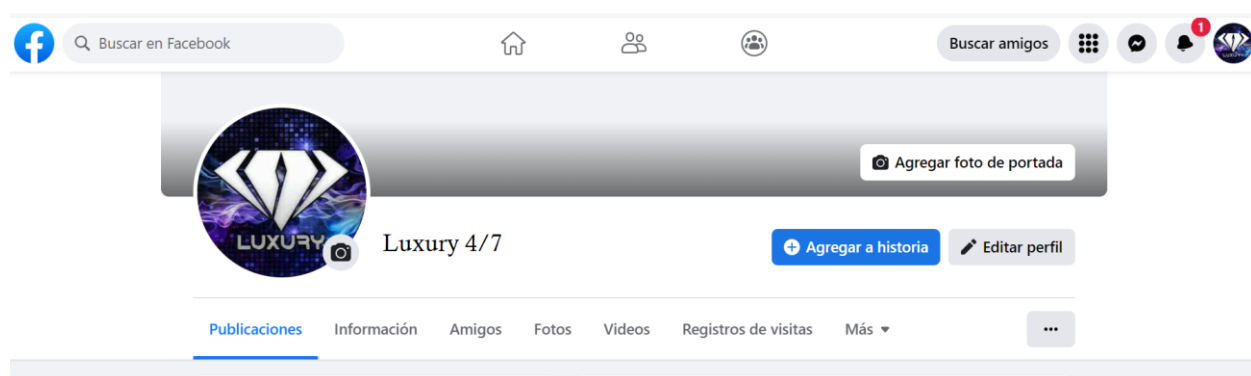 Buscar en Facebook
Buscar amigos
1
Agregar foto de portada
LUXURY
Luxury 4/7
Agregar a historia
Editar perfil
Publicaciones Información Amigos Fotos Videos Registros de visitas Más